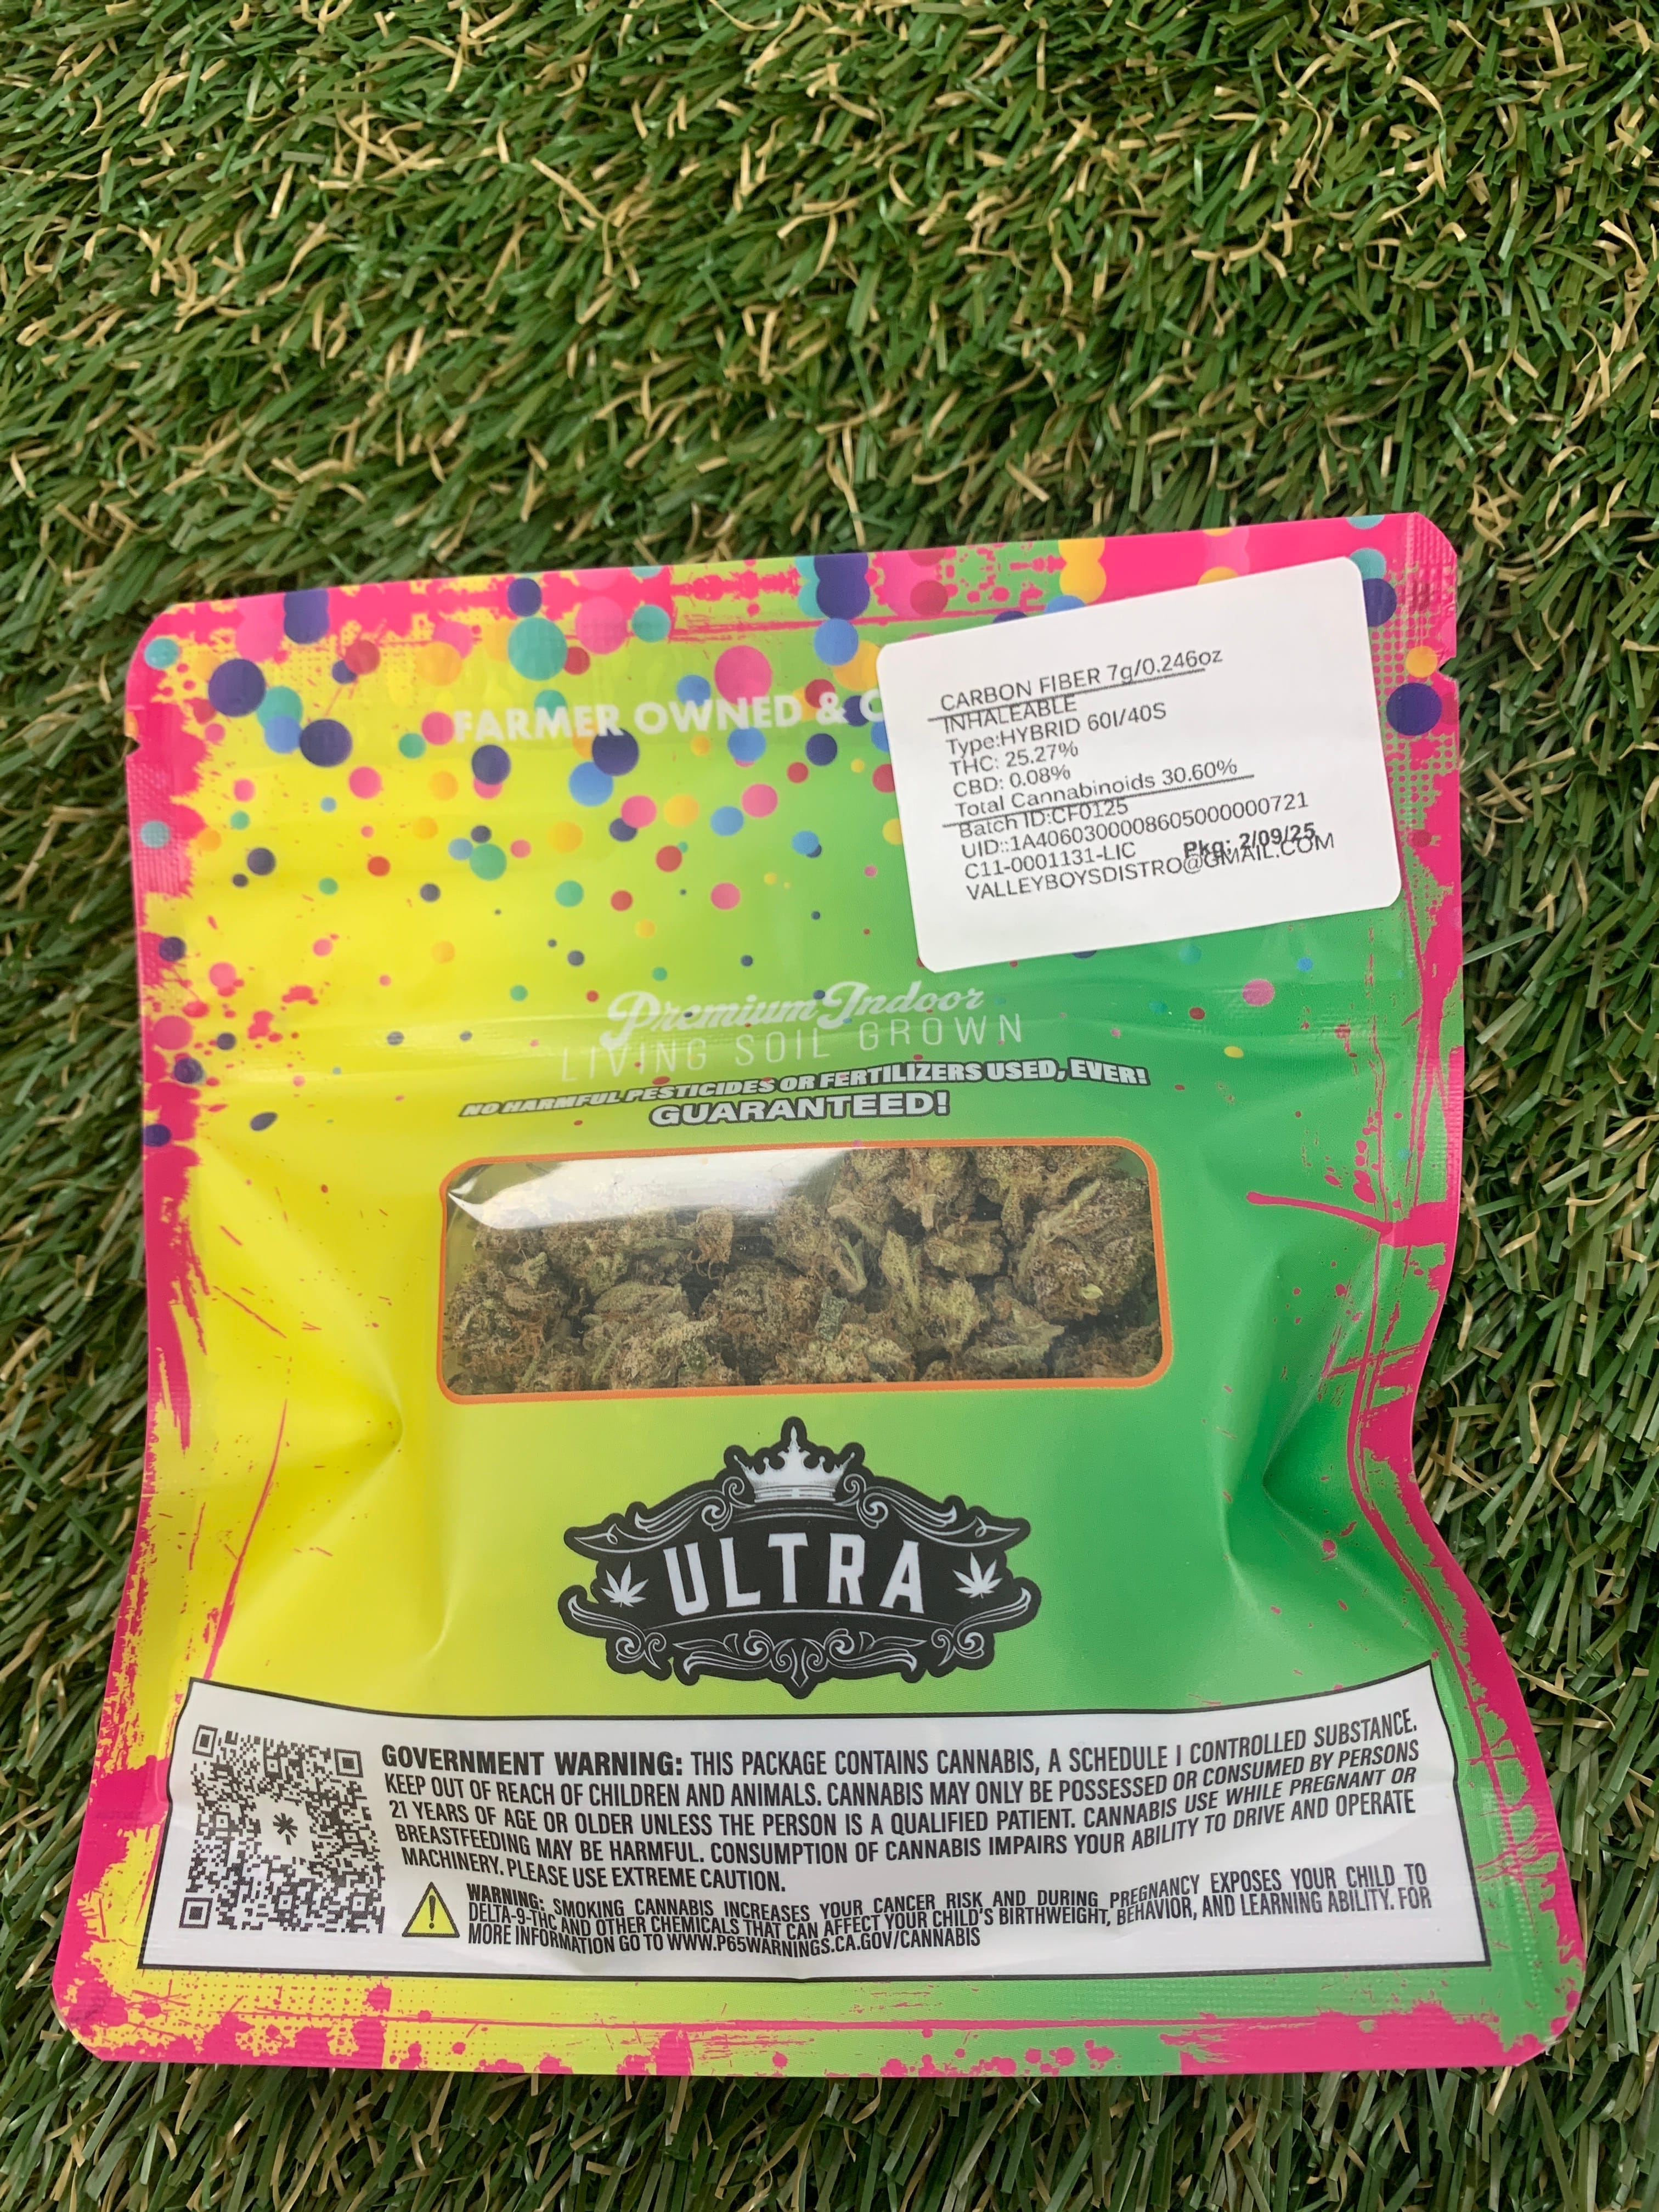 FARMER OWNED & 
CARBON FIBER 7g/0.246oz
INHALEABLE
Type:HYBRID 60I/40S
THC: 25.27%
CBD: 0.08%
Total Cannabinoids 30.60%
Batch ID:CF0125
UID::1A4060300008605000000721
C11-0001131-LIC Pkg: 2/09/25
VALLEYBOYSDISTRO@GMAIL.COM
Premium Indoor
LIVING SOIL GROWN
NO HARMFUL PESTICIDES OR FERTILIZERS USED, EVER!
GUARANTEED!
ULTRA
GOVERNMENT WARNING: THIS PACKAGE CONTAINS CANNABIS, A SCHEDULE I CONTROLLED SUBSTANCE.
KEEP OUT OF REACH OF CHILDREN AND ANIMALS. CANNABIS MAY ONLY BE POSSESSED OR CONSUMED BY PERSONS
21 YEARS OF AGE OR OLDER UNLESS THE PERSON IS A QUALIFIED PATIENT. CANNABIS USE WHILE PREGNANT OR
BREASTFEEDING MAY BE HARMFUL. CONSUMPTION OF CANNABIS IMPAIRS YOUR ABILITY TO DRIVE AND OPERATE
MACHINERY. PLEASE USE EXTREME CAUTION.
WARNING: SMOKING CANNABIS INCREASES YOUR CANCER RISK AND DURING PREGNANCY EXPOSES YOUR CHILD TO
DELTA-9-THC AND OTHER CHEMICALS THAT CAN AFFECT YOUR CHILD'S BIRTHWEIGHT, BEHAVIOR, AND LEARNING ABILITY. FOR
MORE INFORMATION GO TO WWW.P65WARNINGS.CA.GOV/CANNABIS